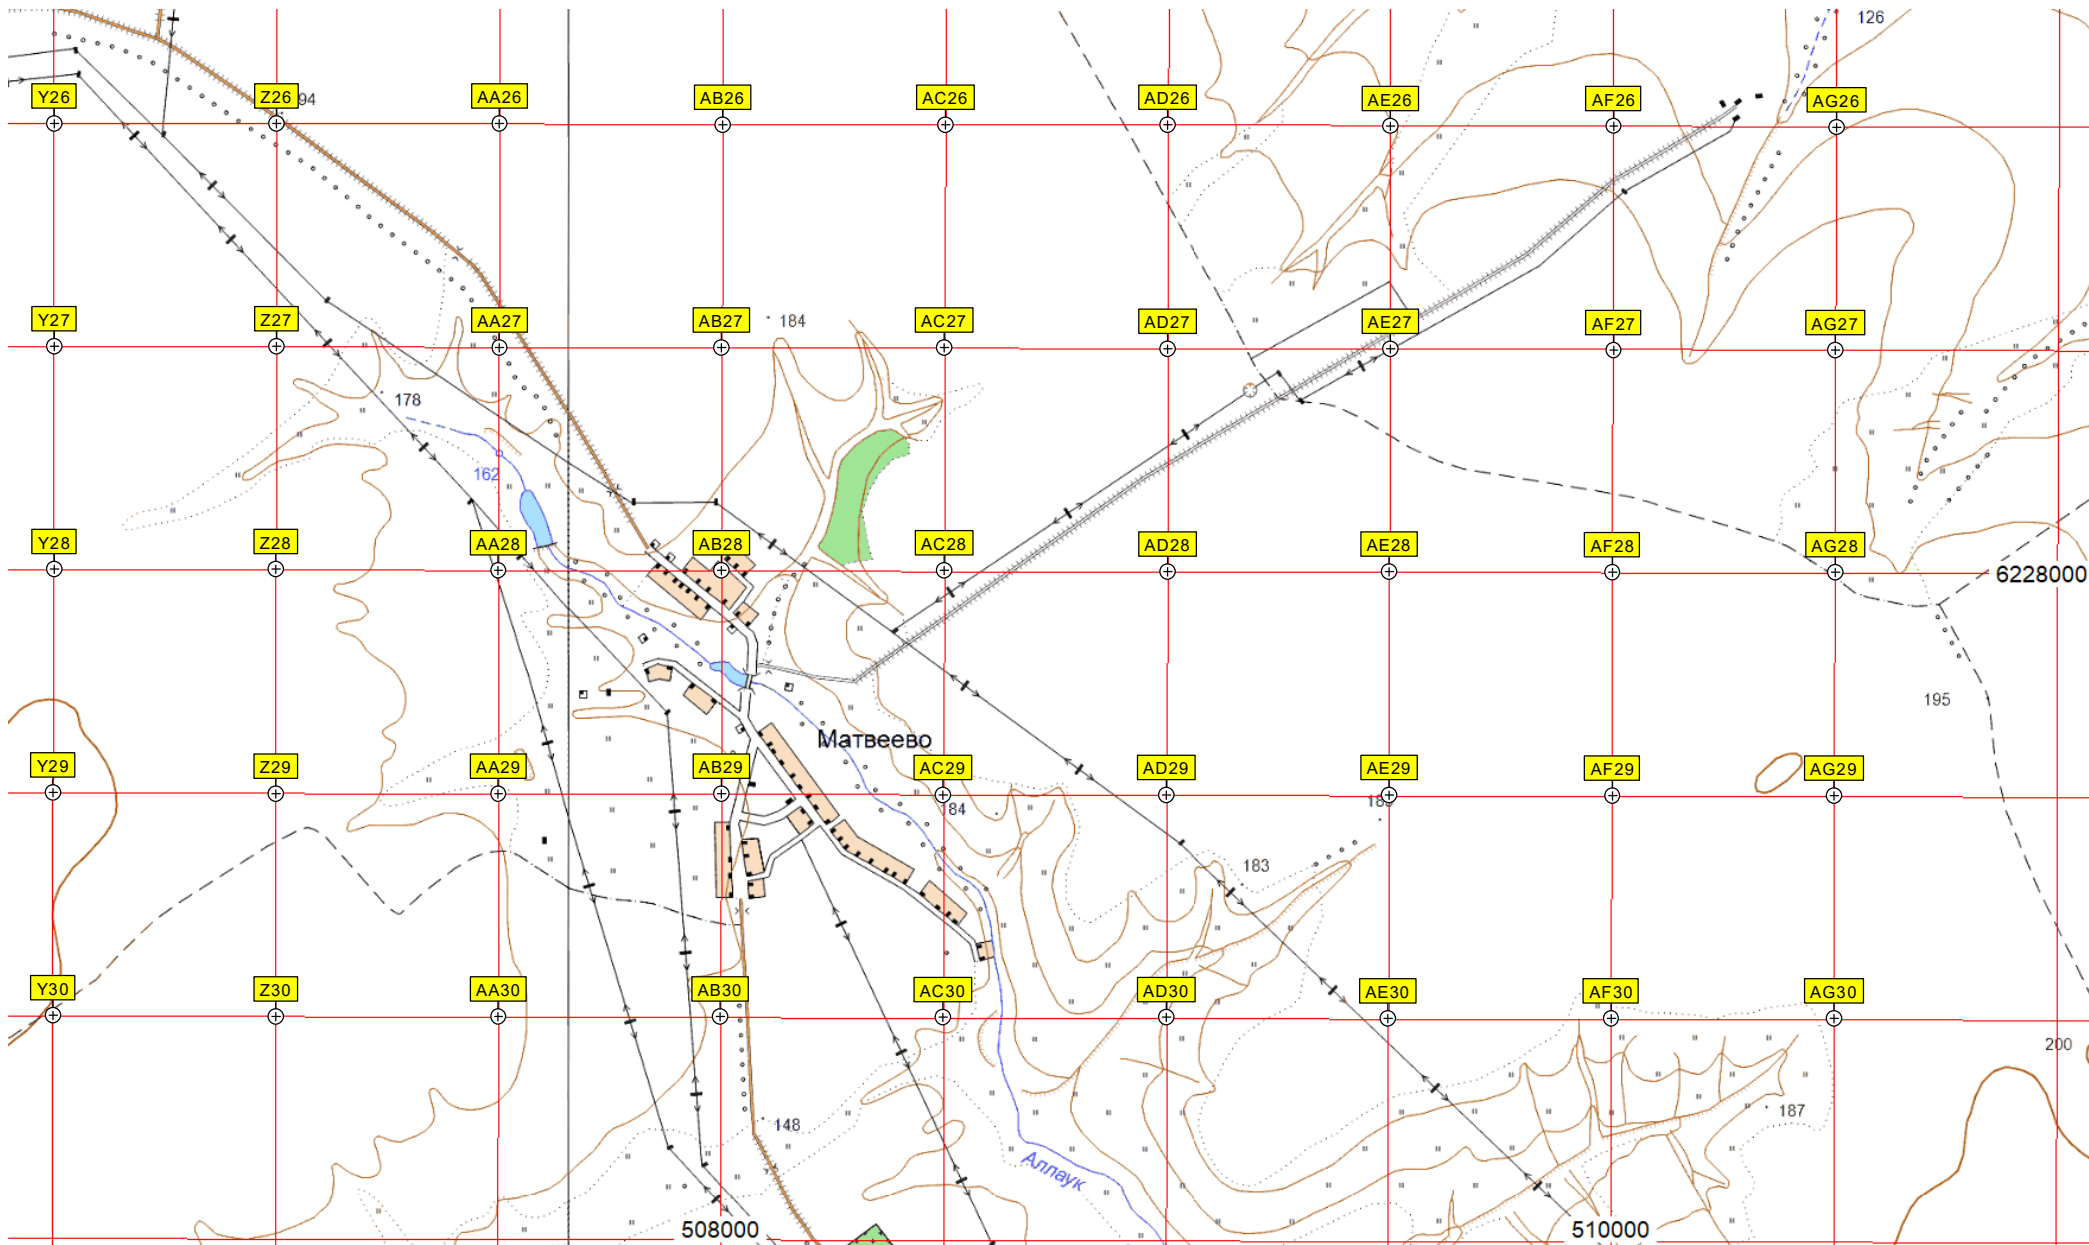 126
Y26
Z26
94
AA26
AB26
AC26
AD26
AE26
AF26
AG26
Y27
Z27
AA27
AB27
184
AC27
AD27
AE27
AF27
AG27
178
162
Y28
Z28
AA28
AB28
AC28
AD28
AE28
AF28
AG28
6228000
195
Матвеево
Y29
Z29
AA29
AB29
AC29
AD29
AE29
AF29
AG29
184
183
Y30
Z30
AA30
AB30
AC30
AD30
AE30
AF30
AG30
200
187
148
Аллаук
508000
510000